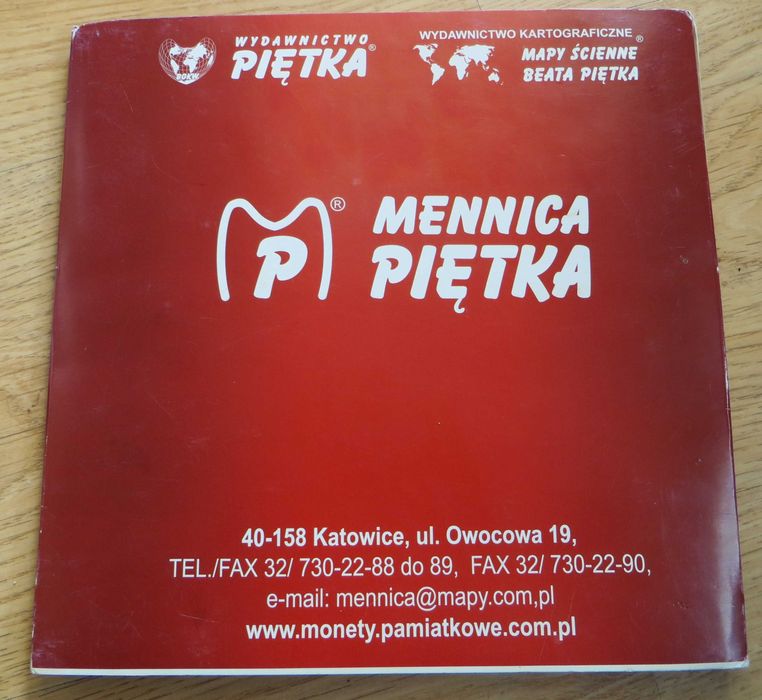 WYDAWNICTWO
PIĘTKA®
WYDAWNICTWO KARTOGRAFICZNE
MAPY ŚCIENNE®
BEATA PIĘTKA
P®
MENNICA
PIĘTKA
40-158 Katowice, ul. Owocowa 19,
TEL./FAX 32/ 730-22-88 do 89, FAX 32/ 730-22-90,
e-mail: mennica@mapy.com,pl
www.monety.pamiatkowe.com.pl